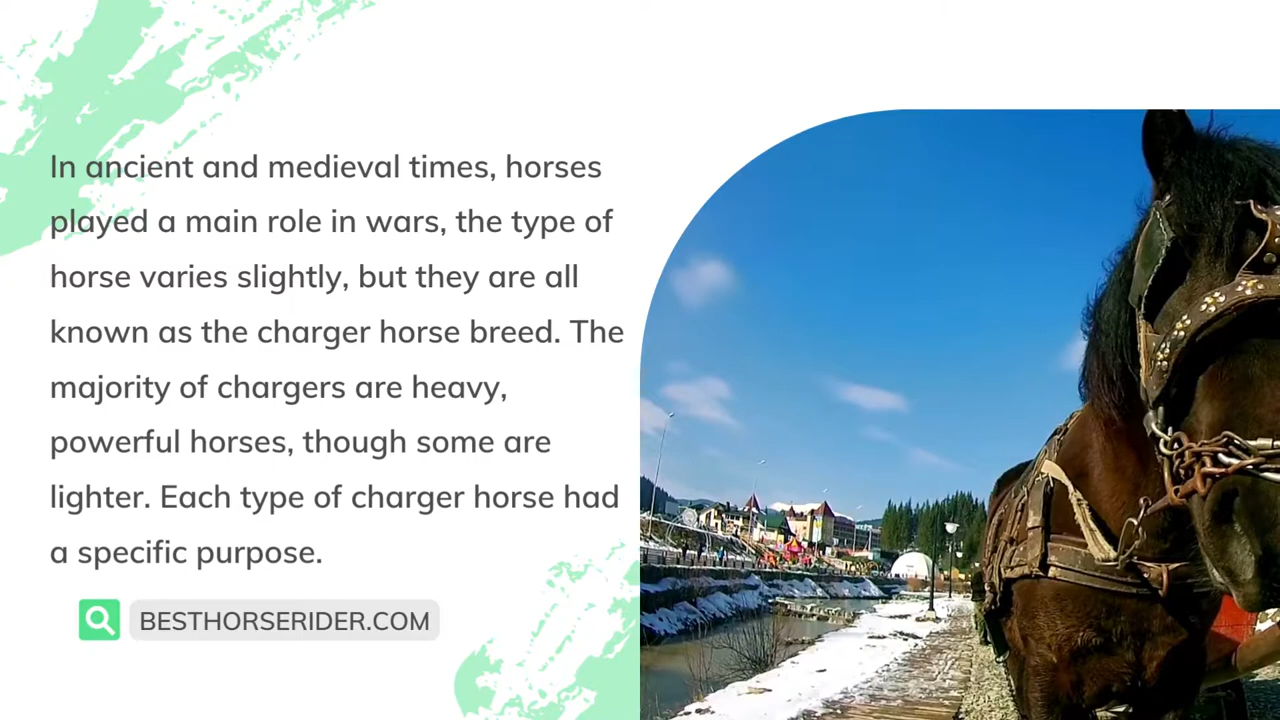 In ancient and medieval times, horses
played a main role in wars, the type of
horse varies slightly, but they are all
known as the charger horse breed. The
majority of chargers are heavy,
powerful horses, though some are
lighter. Each type of charger horse had
a specific purpose.
BESTHORSERIDER.COM